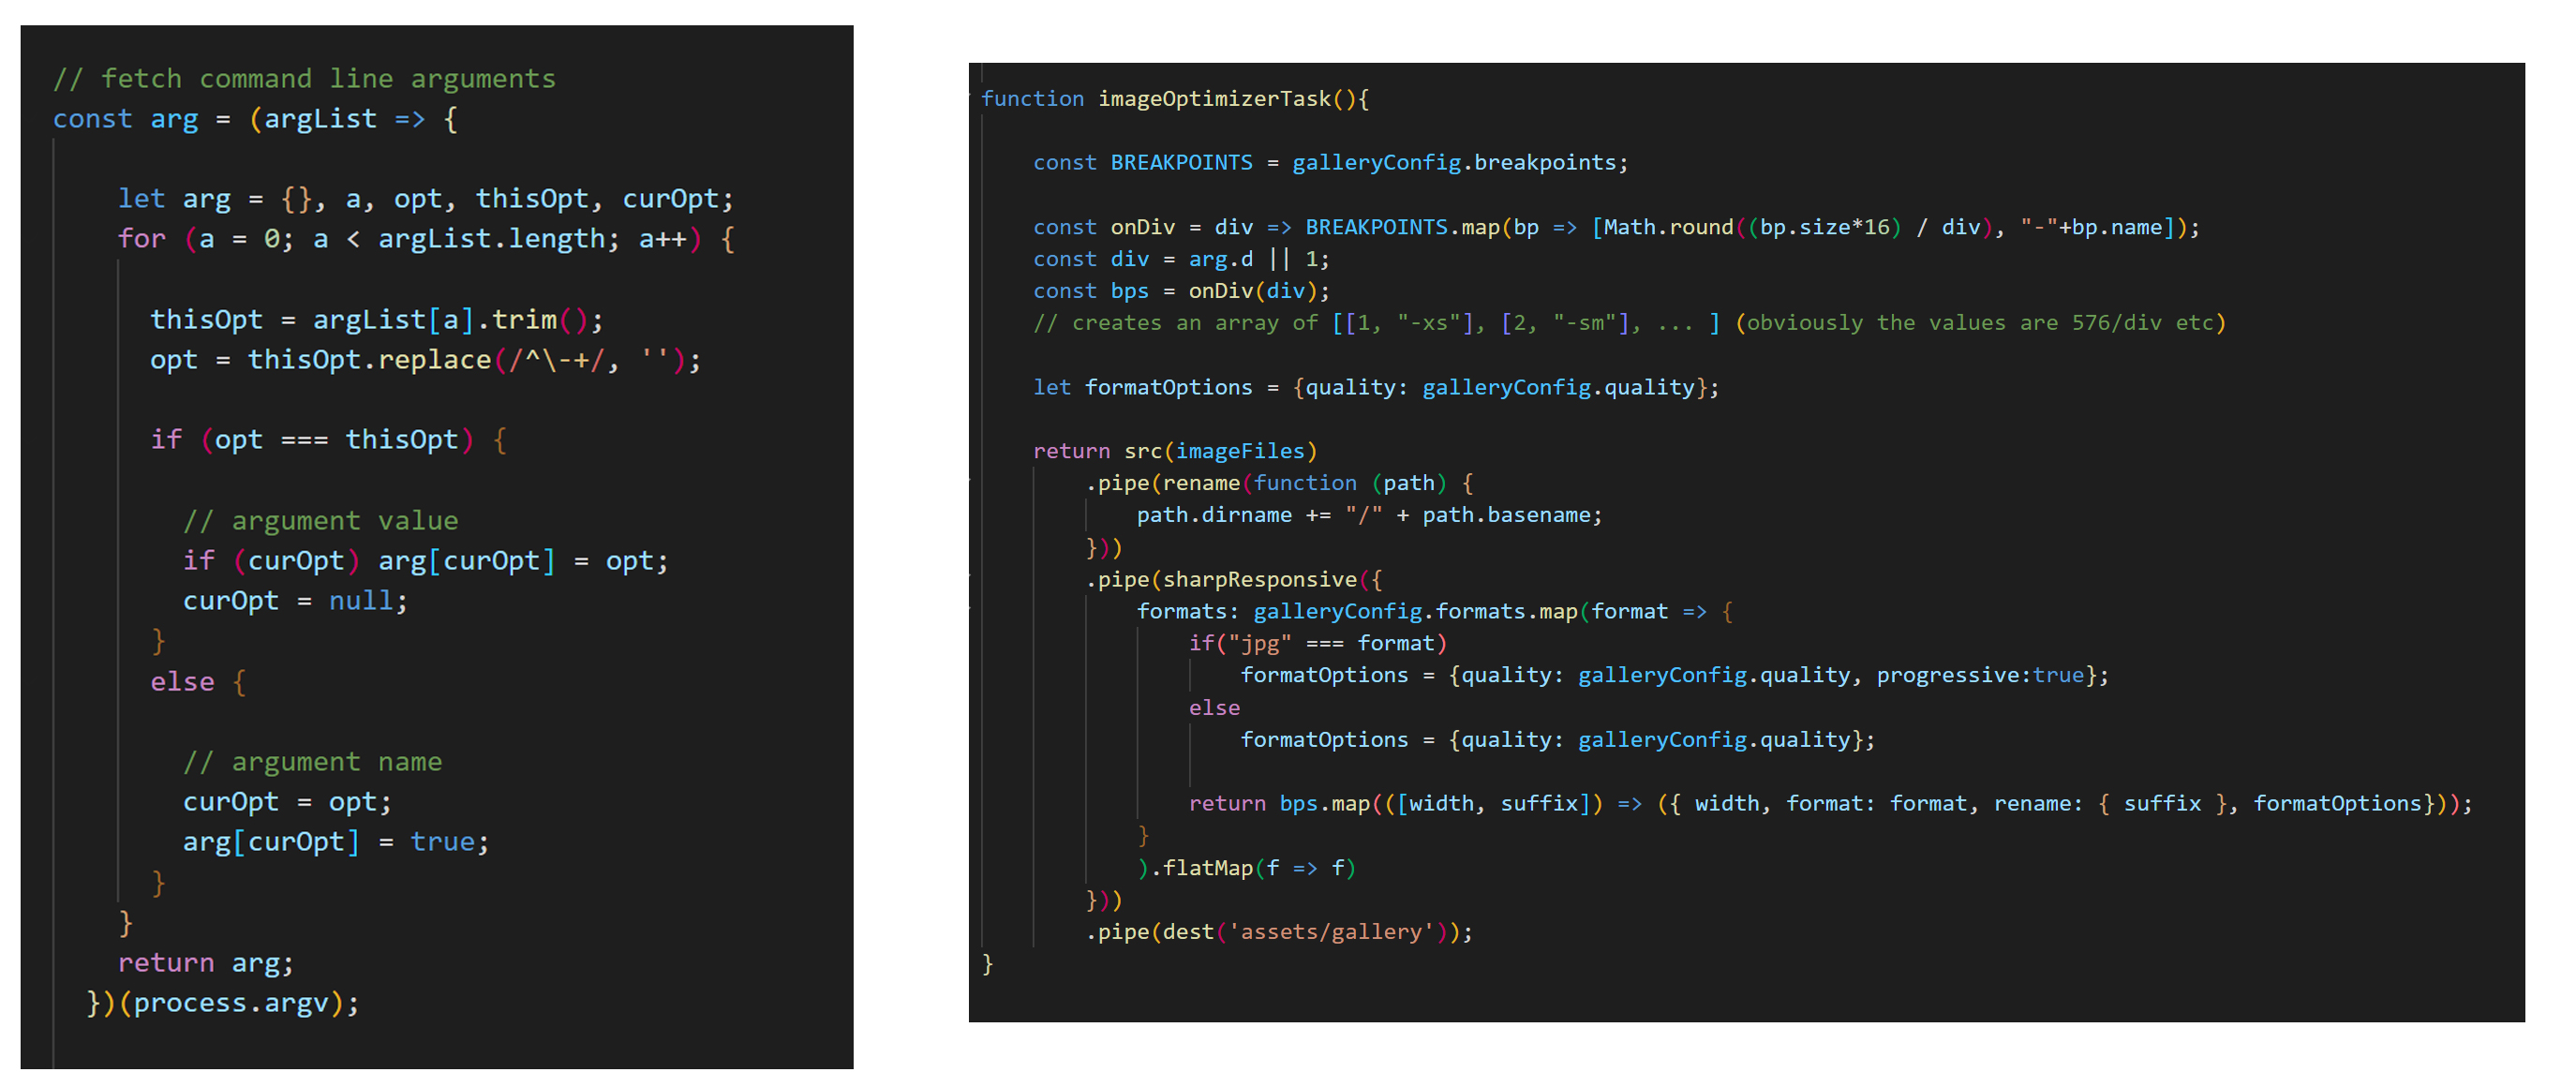 // fetch command line arguments
const arg = (argList => {
let arg = {}, a, opt, thisOpt, curOpt;
for (a = 0; a < argList.length; a++) {
thisOpt = argList[a].trim();
opt = thisOpt.replace(/^\-+/, '');
if (opt === thisOpt) {
// argument value
if (curOpt) arg[curOpt] = opt;
curOpt = null;
}
else {
// argument name
curOpt = opt;
arg[curOpt] = true;
}
}
return arg;
})(process.argv);
function imageOptimizerTask(){
const BREAKPOINTS = galleryConfig.breakpoints;
const onDiv = div => BREAKPOINTS.map(bp => [Math.round((bp.size*16) / div), "-"+bp.name]);
const div = arg.d || 1;
const bps = onDiv(div);
// creates an array of [[1, "-xs"], [2, "-sm"], ... ] (obviously the values are 576/div etc)
let formatOptions = {quality: galleryConfig.quality};
return src(imageFiles)
.pipe(rename(function (path) {
path.dirname += "/" + path.basename;
}))
.pipe(sharpResponsive({
formats: galleryConfig.formats.map(format => {
if("jpg" === format)
formatOptions = {quality: galleryConfig.quality, progressive:true};
else
formatOptions = {quality: galleryConfig.quality};
return bps.map(([width, suffix]) => ({ width, format: format, rename: { suffix }, formatOptions}));
}
).flatMap(f => f)
}))
.pipe(dest('assets/gallery'));
}